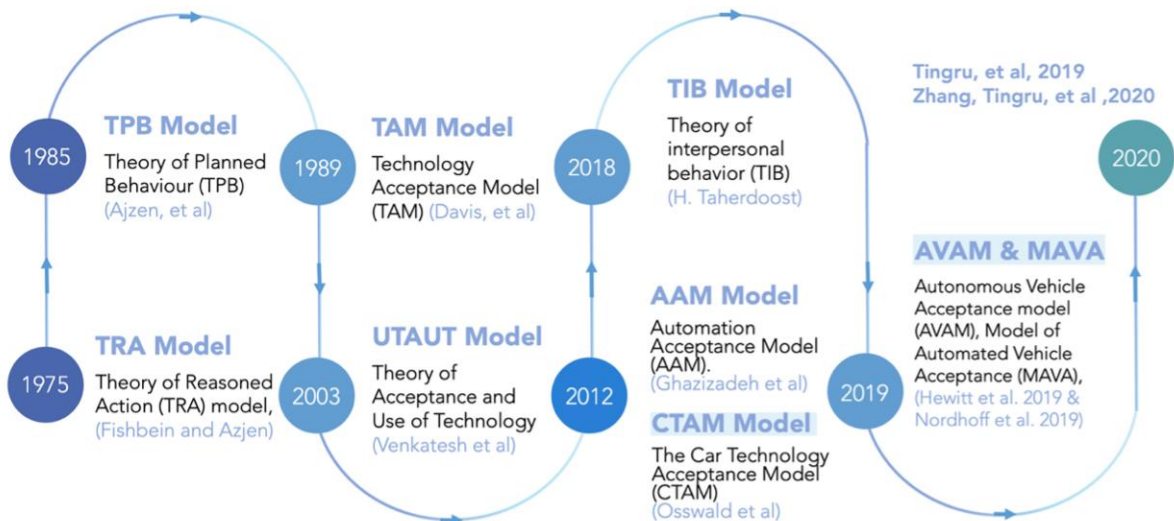 1975
TRA Model
Theory of Reasoned
Action (TRA) model,
(Fishbein and Azjen)
1985
TPB Model
Theory of Planned
Behaviour (TPB)
(Ajzen, et al)
1989
TAM Model
Technology
Acceptance Model
(TAM) (Davis, et al)
2003
UTAUT Model
Theory of
Acceptance and
Use of Technology
(Venkatesh et al)
2012
AAM Model
Automation
Acceptance Model
(AAM).
(Ghazizadeh et al)
CTAM Model
The Car Technology
Acceptance Model
(CTAM)
(Osswald et al)
2018
TIB Model
Theory of
interpersonal
behavior (TIB)
(H. Taherdoost)
2019
AVAM & MAVA
Autonomous Vehicle
Acceptance model
(AVAM), Model of
Automated Vehicle
Acceptance (MAVA),
(Hewitt et al. 2019 &
Nordhoff et al. 2019)
2020
Tingru, et al, 2019
Zhang, Tingru, et al ,2020